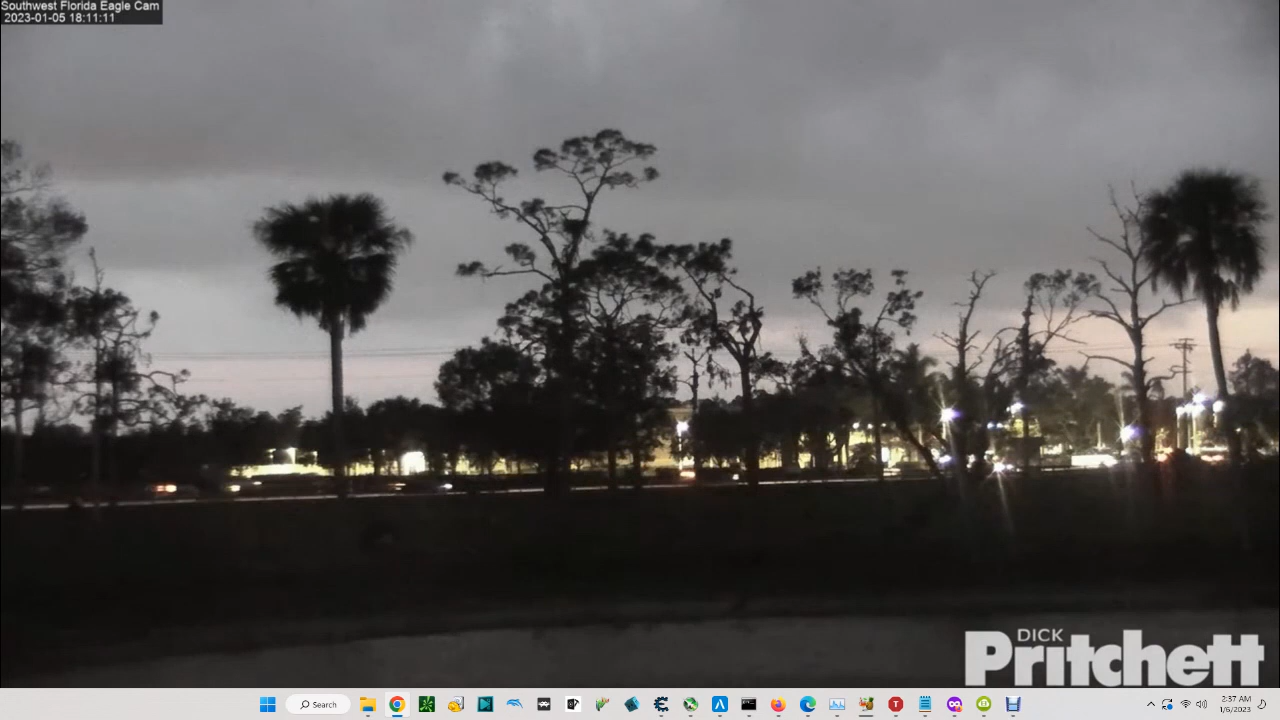 Southwest Florida Eagle Cam
2023-01-05 18:11:11
DICK
Pritchett
Search
2:37 AM
1/6/2023